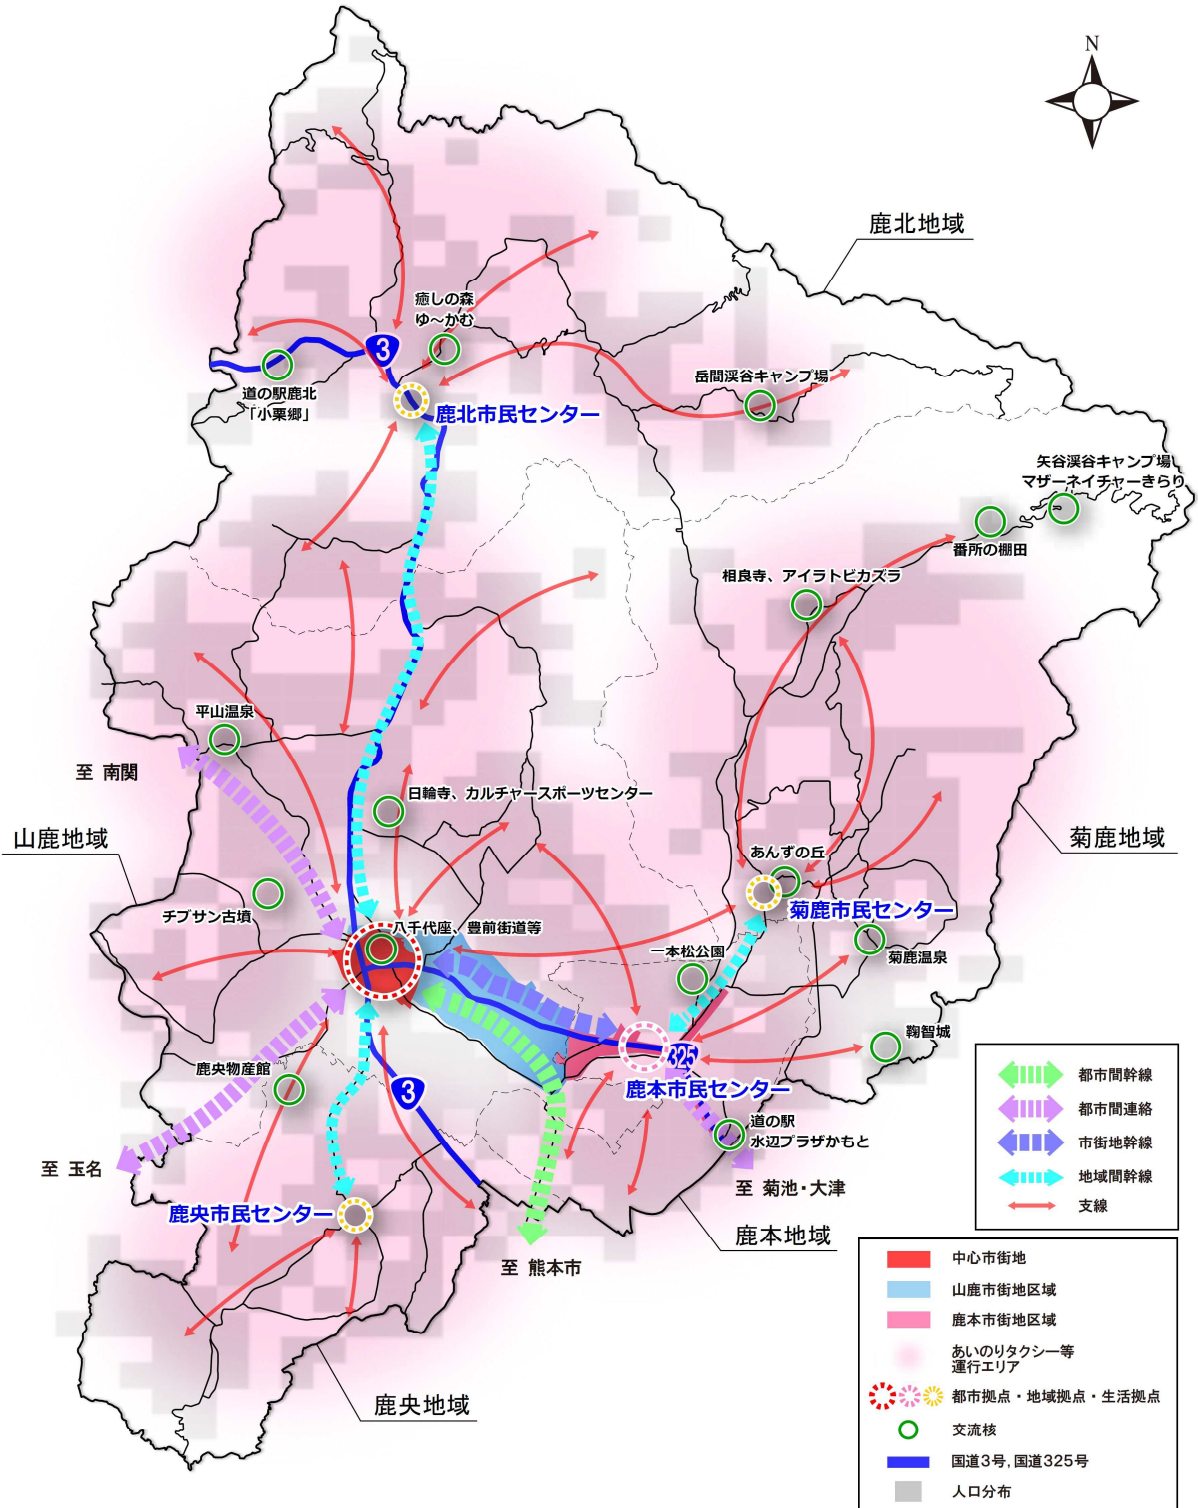 N
鹿北地域
癒しの森
ゆ～かむ
3
道の駅鹿北
「小栗郷」
鹿北市民センター
岳間渓谷キャンプ場
矢谷渓谷キャンプ場
マザーネイチャーきらり
番所の棚田
相良寺、アイラトビカズラ
平山温泉
至 南関
日輪寺、カルチャースポーツセンター
山鹿地域
菊鹿地域
あんずの丘
チブサン古墳
菊鹿市民センター
八千代座、豊前街道等
一本松公園
菊鹿温泉
鞠智城
325
鹿央物産館
3
鹿本市民センター
道の駅
水辺プラザかもと
至 玉名
至 菊池・大津
鹿央市民センター
鹿本地域
至 熊本市
鹿央地域
都市間幹線
都市間連絡
市街地幹線
地域間幹線
支線
中心市街地
山鹿市街地区域
鹿本市街地区域
あいのりタクシー等
運行エリア
都市拠点・地域拠点・生活拠点
交流核
国道3号,国道325号
人口分布